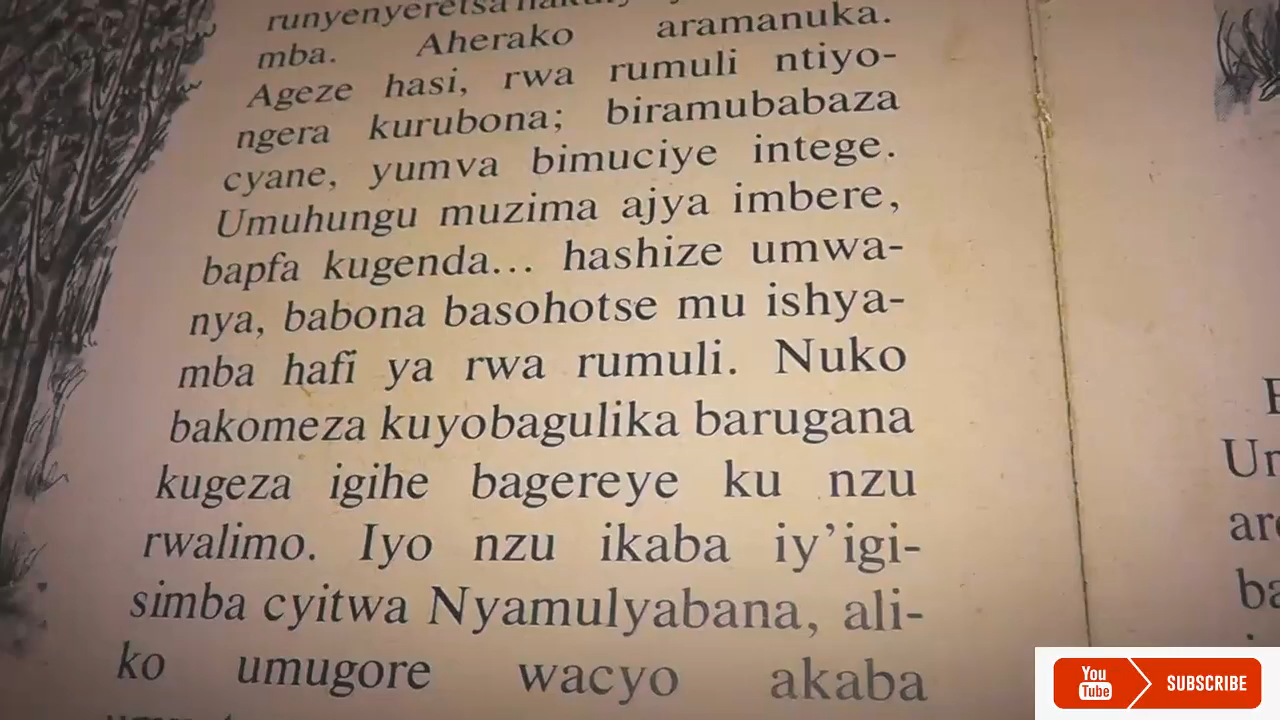 mba. Aherako aramanuka.
Ageze hasi, rwa rumuli ntiyo-
ngera kurubona; biramubabaza
cyane, yumva bimuciye intege.
Umuhungu muzima ajya imbere,
bapfa kugenda... hashize umwa-
nya, babona basohotse mu ishya-
mba hafi ya rwa rumuli. Nuko
bakomeza kuyobagulika barugana
kugeza igihe bagereye ku nzu
rwalimo. Iyo nzu ikaba iy'igi-
simba cyitwa Nyamulyabana, ali-
ko umugore wacyo akaba
You
Tube
SUBSCRIBE